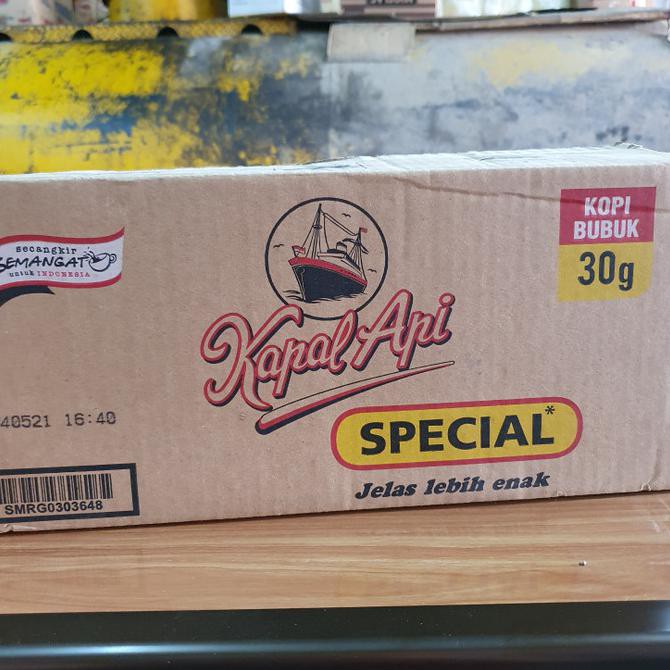 KOPI
BUBUK
30g
secangkir
SEMANGAT
untuk INDONESIA
Kapal Api
SPECIAL*
Jelas lebih enak
40521 16:40
SMRG0303648